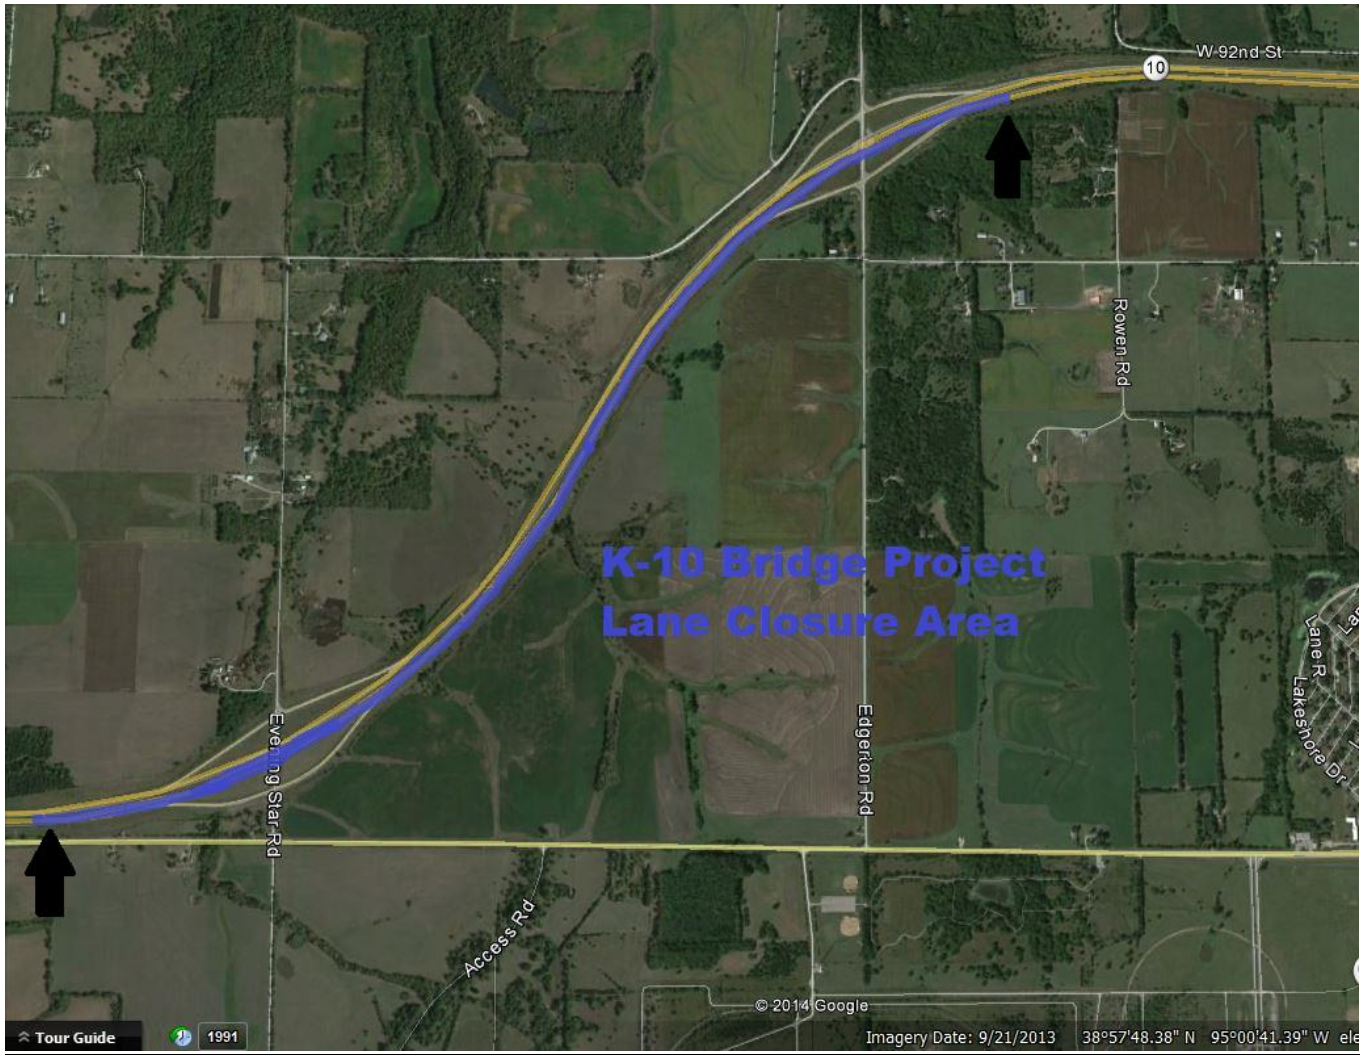 W 92nd St
10
Rowen Rd
K-10 Bridge Project
Lane Closure Area
Lane R
Lakeshore Dr
Edgerton Rd
Evening Star Rd
Access Rd
© 2014 Google
Tour Guide
1991
Imagery Date: 9/21/2013 38°57'48.38" N 95°00'41.39" W ele